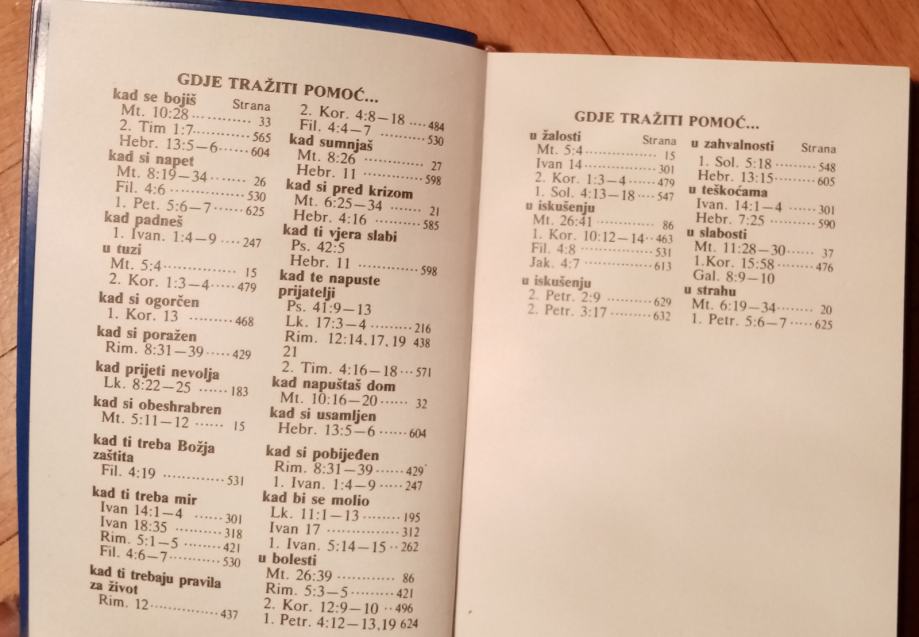 GDJE TRAŽITI POMOĆ...
kad se bojiš Strana
Mt. 10:28 ............ 33
2. Tim 1:7............ 565
Hebr. 13:5—6....... 604
kad si napet
Mt. 8:19—34 ....... 26
Fil. 4:6 ............... 530
1. Pet. 5:6—7 ...... 625
kad padneš
1. Ivan. 1:4—9 .... 247
u tuzi
Mt. 5:4............... 15
2. Kor. 1:3—4..... 479
kad si ogorčen
1. Kor. 13 ......... 468
kad si poražen
Rim. 8:31—39..... 429
kad prijeti nevolja
Lk. 8:22—25 ...... 183
kad si obeshrabren
Mt. 5:11—12 ...... 15
kad ti treba Božja
zaštita
Fil. 4:19 ............. 531
kad ti treba mir
Ivan 14:1—4 ....... 301
Ivan 18:35 ......... 318
Rim. 5:1—5 ....... 421
Fil. 4:6—7.......... 530
kad ti trebaju pravila
za život
Rim. 12.............. 437
2. Kor. 4:8—18 .... 484
Fil. 4:4—7 .......... 530
kad sumnjaš
Mt. 8:26 ............. 27
Hebr. 11 ............ 598
kad si pred krizom
Mt. 6:25—34 ....... 21
Hebr. 4:16 .......... 585
kad ti vjera slabi
Ps. 42:5
Hebr. 11 ............ 598
kad te napuste
prijatelji
Ps. 41:9—13
Lk. 17:3—4 ........ 216
Rim. 12:14,17,19 438
21
2. Tim. 4:16—18 ... 571
kad napuštaš dom
Mt. 10:16—20 ...... 32
kad si usamljen
Hebr. 13:5—6 ...... 604
kad si pobijeđen
Rim. 8:31—39 ..... 429
1. Ivan. 4:4—9 ..... 247
kad bi se molio
Lk. 11:1—13 ........ 195
Ivan 17 .............. 312
1. Ivan. 5:14—15 .. 262
u bolesti
Mt. 26:39 ........... 86
Rim. 5:3—5 ........ 421
2. Kor. 12:9—10 .. 496
1. Petr. 4:12—13,19 624
GDJE TRAŽITI POMOĆ...
u žalosti Strana
Mt. 5:4 ............... 15
Ivan 14 .............. 301
2. Kor. 1:3—4 ..... 479
1. Sol. 4:13—18 ... 547
u iskušenju
Mt. 26:41 ........... 86
1. Kor. 10:12—14.. 463
Fil. 4:8 .............. 531
Jak. 4:7 ............. 613
u iskušenju
2. Petr. 2:9 ......... 629
2. Petr. 3:17 ....... 632
u zahvalnosti Strana
1. Sol. 5:18 ........ 548
Hebr. 13:15......... 605
u teškoćama
Ivan. 14:1—4 ...... 301
Hebr. 7:25 ......... 590
u slabosti
Mt. 11:28—30..... 37
1.Kor. 15:58 ....... 476
Gal. 8:9—10
u strahu
Mt. 6:19—34........ 20
1. Petr. 5:6—7 ..... 625